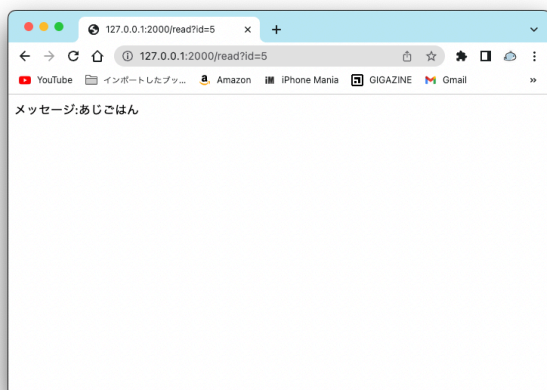 127.0.0.1:2000/read?id=5
127.0.0.1:2000/read?id=5
YouTube インポートしたブッ... Amazon iM iPhone Mania GIGAZINE Gmail »
メッセージ:あじごはん